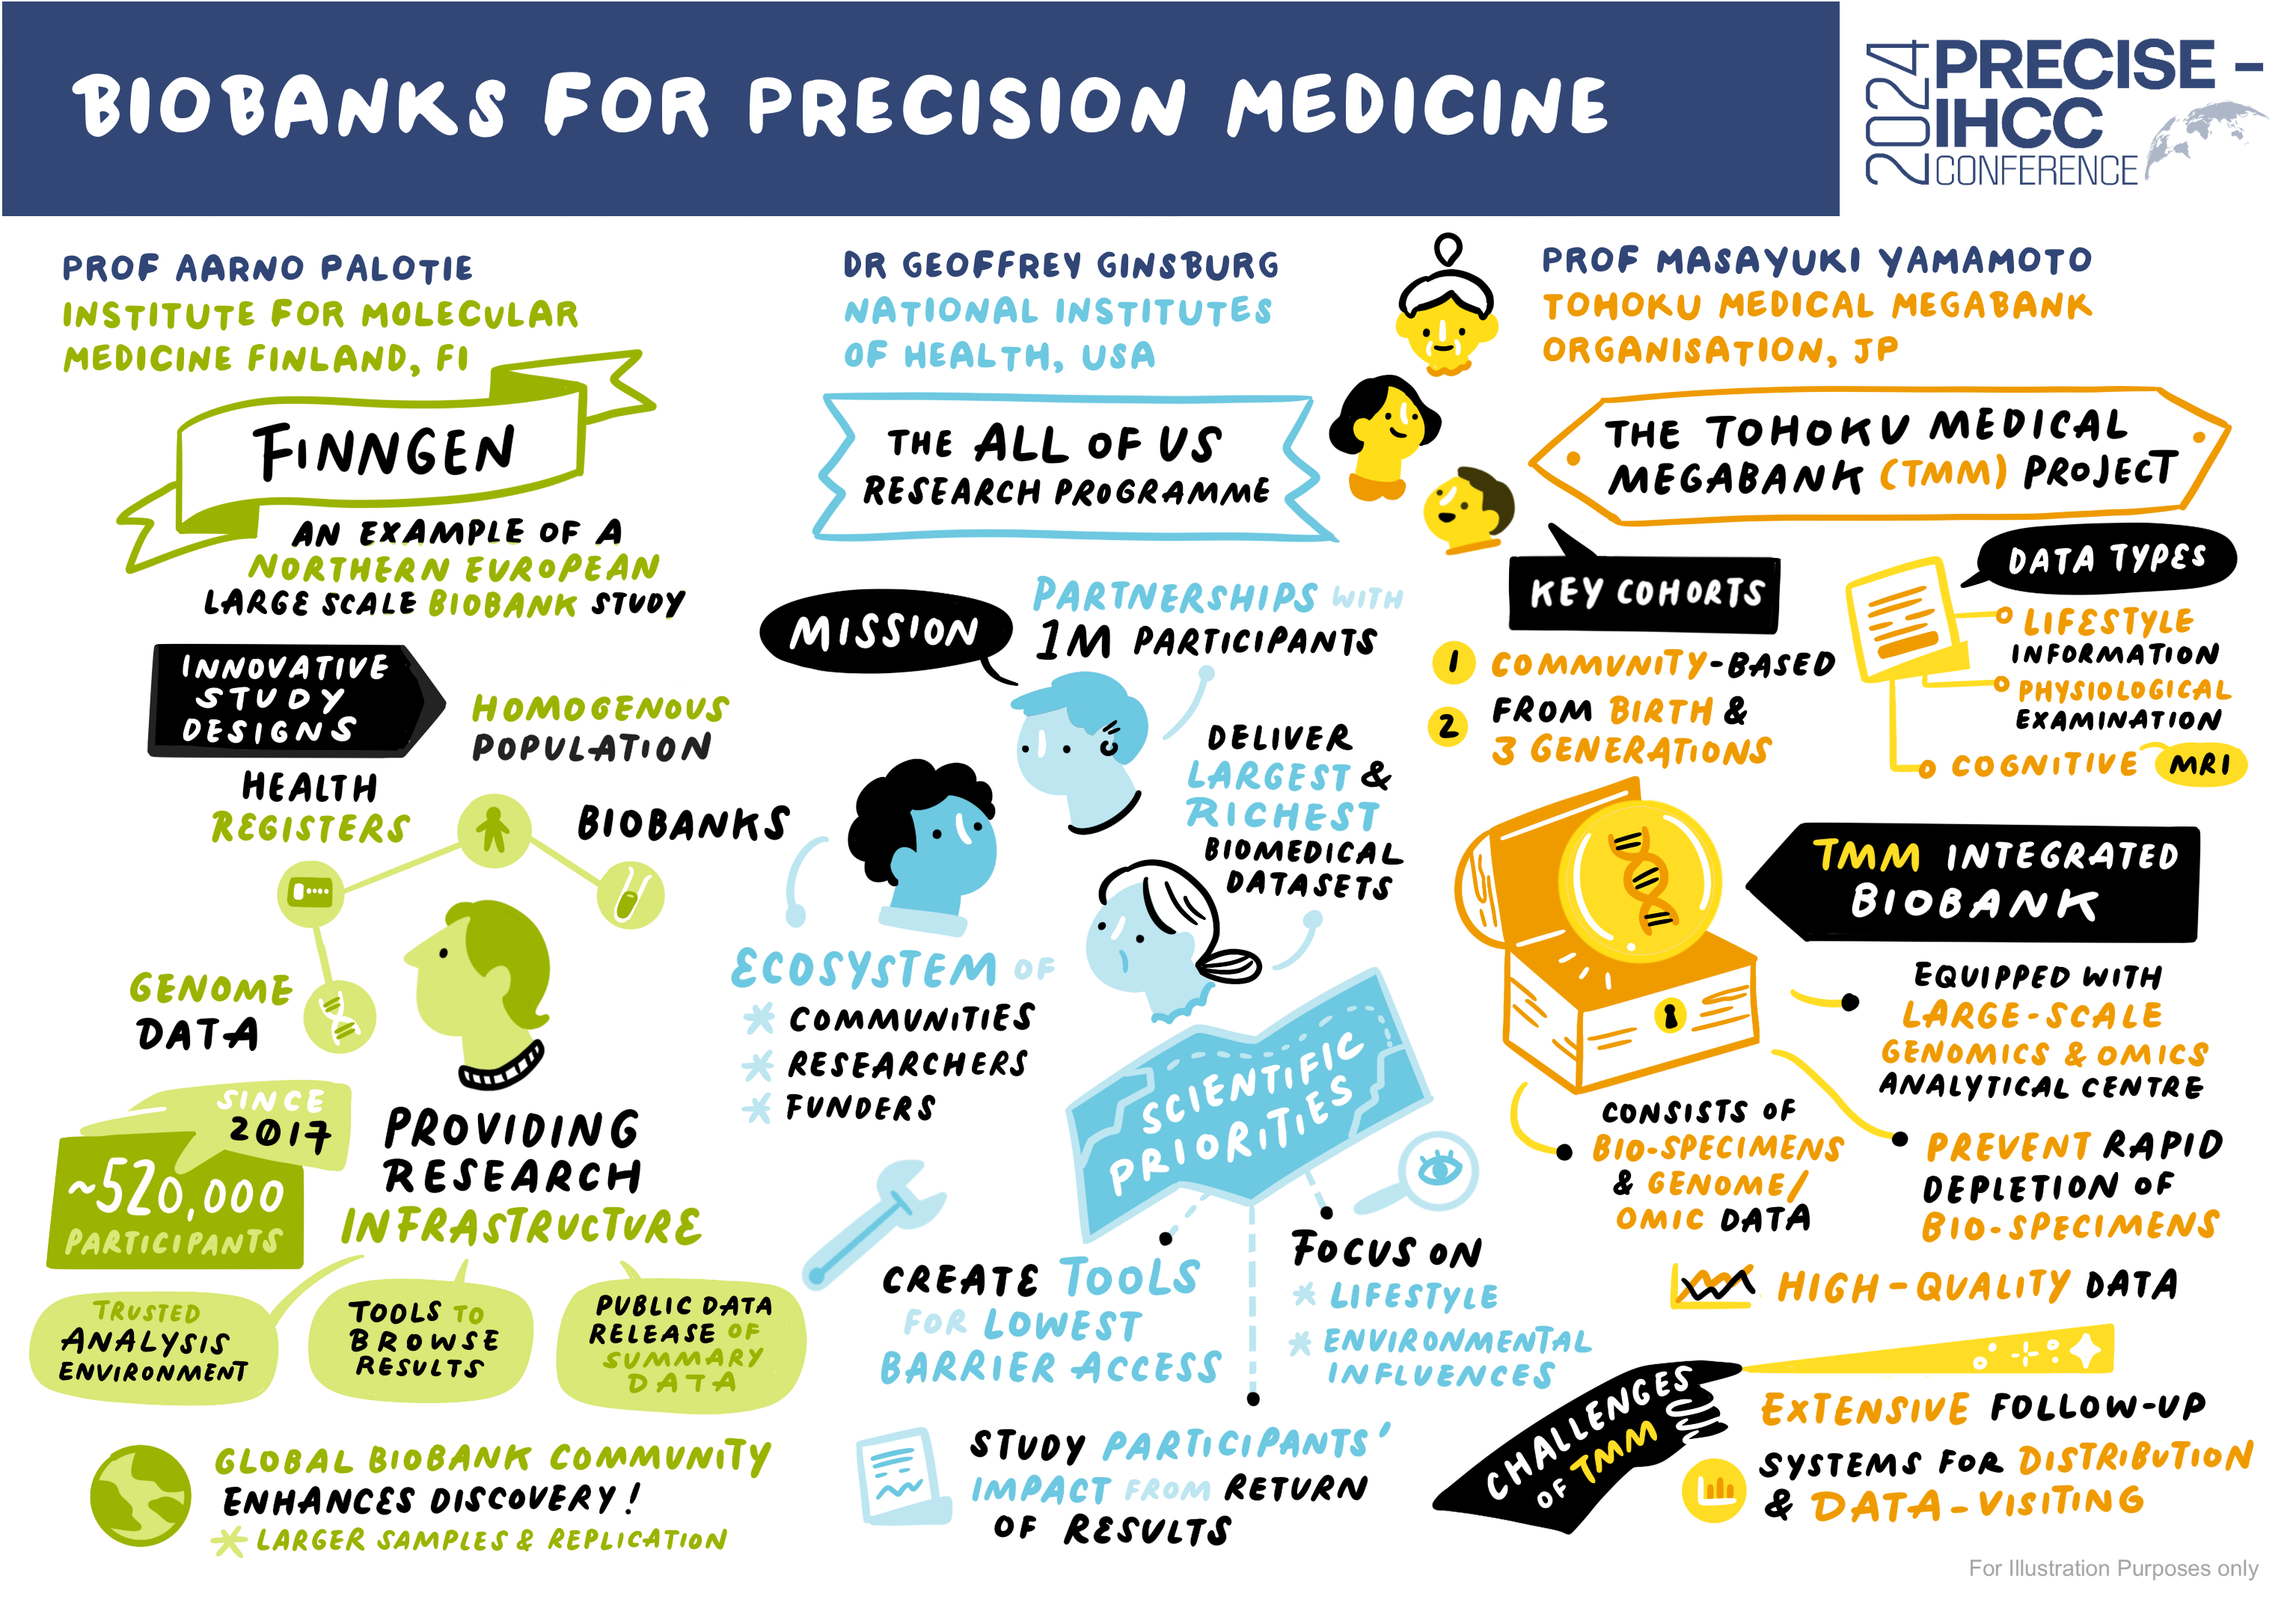 BIOBANKS FOR PRECISION MEDICINE
2024
PRECISE –
IHCC
CONFERENCE
PROF AARNO PALOTIE
INSTITUTE FOR MOLECULAR
MEDICINE FINLAND, FI
FINNGEN
AN EXAMPLE OF A
NORTHERN EUROPEAN
LARGE SCALE BIOBANK STUDY
INNOVATIVE
STUDY
DESIGNS
HOMOGENOUS
POPULATION
HEALTH
REGISTERS
BIOBANKS
GENOME
DATA
SINCE
2017
~520,000
PARTICIPANTS
PROVIDING
RESEARCH
INFRASTRUCTURE
TRUSTED
ANALYSIS
ENVIRONMENT
TOOLS TO
BROWSE
RESULTS
PUBLIC DATA
RELEASE OF
SUMMARY
DATA
GLOBAL BIOBANK COMMUNITY
ENHANCES DISCOVERY!
* LARGER SAMPLES & REPLICATION
DR GEOFFREY GINSBURG
NATIONAL INSTITUTES
OF HEALTH, USA
THE ALL OF US
RESEARCH PROGRAMME
MISSION
PARTNERSHIPS WITH
1M PARTICIPANTS
DELIVER
LARGEST &
RICHEST
BIOMEDICAL
DATASETS
ECOSYSTEM OF
* COMMUNITIES
* RESEARCHERS
* FUNDERS
SCIENTIFIC
PRIORITIES
CREATE TOOLS
FOR LOWEST
BARRIER ACCESS
FOCUS ON
* LIFESTYLE
* ENVIRONMENTAL
INFLUENCES
STUDY PARTICIPANTS'
IMPACT FROM RETURN
OF RESULTS
PROF MASAYUKI YAMAMOTO
TOHOKU MEDICAL MEGABANK
ORGANISATION, JP
THE TOHOKU MEDICAL
MEGABANK (TMM) PROJECT
KEY COHORTS
1 COMMUNITY-BASED
2 FROM BIRTH &
3 GENERATIONS
DATA TYPES
LIFESTYLE
INFORMATION
PHYSIOLOGICAL
EXAMINATION
COGNITIVE MRI
TMM INTEGRATED
BIOBANK
EQUIPPED WITH
LARGE-SCALE
GENOMICS & OMICS
ANALYTICAL CENTRE
CONSISTS OF
BIO-SPECIMENS
& GENOME/
OMIC DATA
PREVENT RAPID
DEPLETION OF
BIO-SPECIMENS
HIGH-QUALITY DATA
CHALLENGES
OF TMM
EXTENSIVE FOLLOW-UP
SYSTEMS FOR DISTRIBUTION
& DATA-VISITING
For Illustration Purposes only